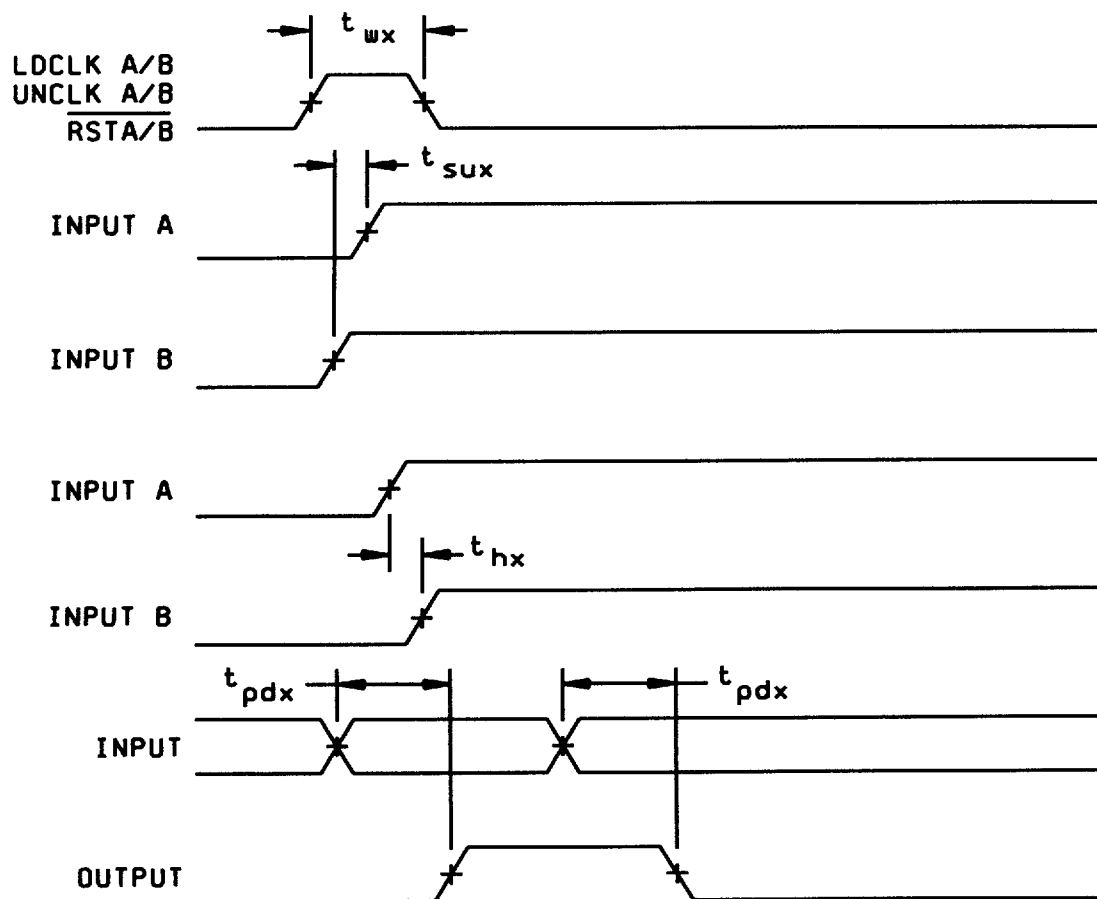 t wx
LDCLK A/B
UNCLK A/B
RSTA/B
t sux
INPUT A
INPUT B
INPUT A
t hx
INPUT B
t pdx
t pdx
INPUT
OUTPUT